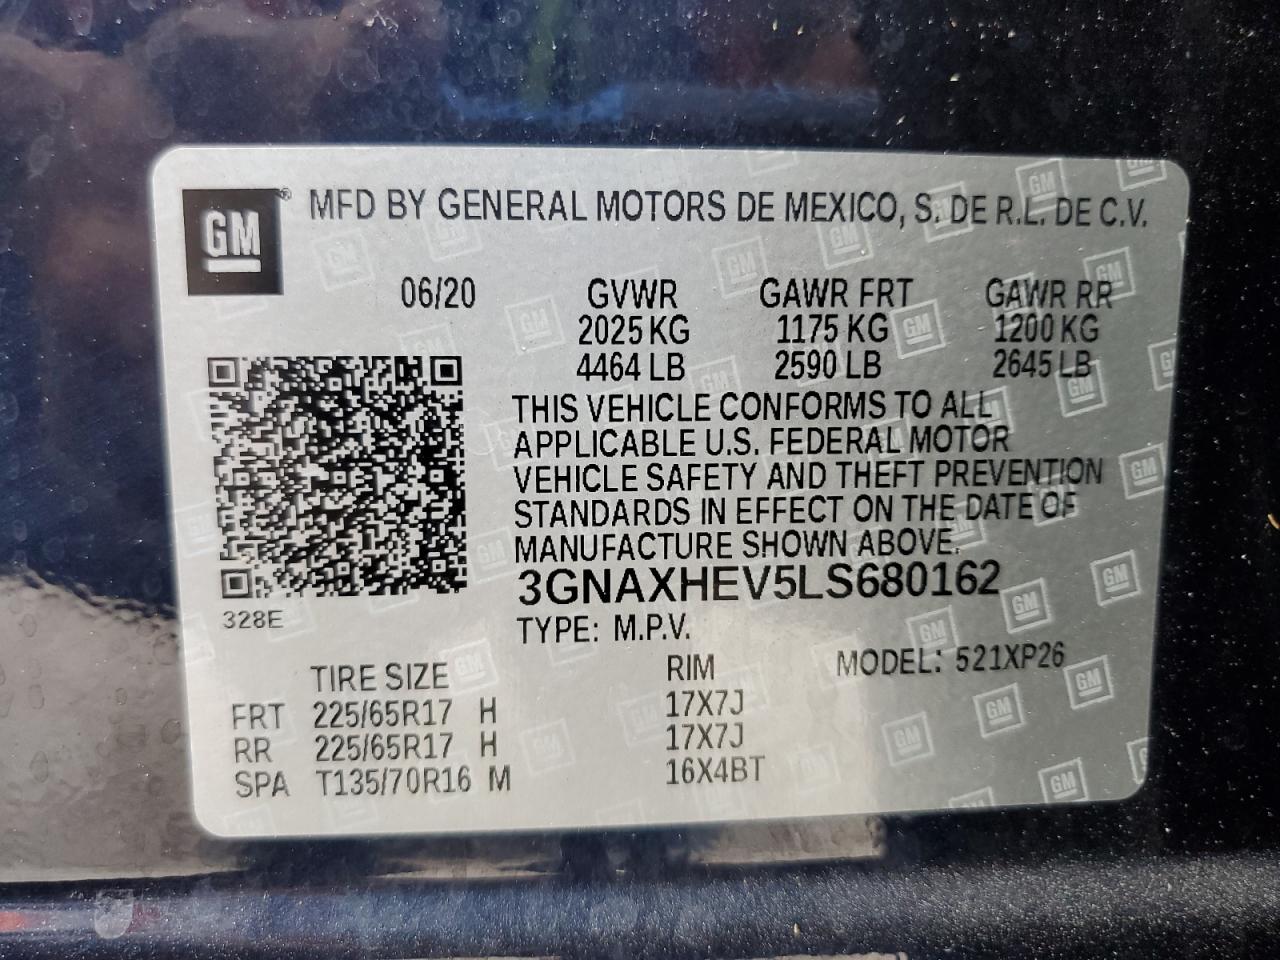 GM® MFD BY GENERAL MOTORS DE MEXICO, S. DE R.L. DE C.V.
06/20 GVWR GAWR FRT GAWR RR
2025 KG 1175 KG 1200 KG
4464 LB 2590 LB 2645 LB
THIS VEHICLE CONFORMS TO ALL
APPLICABLE U.S. FEDERAL MOTOR
VEHICLE SAFETY AND THEFT PREVENTION
STANDARDS IN EFFECT ON THE DATE OF
MANUFACTURE SHOWN ABOVE.
3GNAXHEV5LS680162
328E
TYPE: M.P.V.
TIRE SIZE RIM MODEL: 521XP26
FRT 225/65R17 H 17X7J
RR 225/65R17 H 17X7J
SPA T135/70R16 M 16X4BT